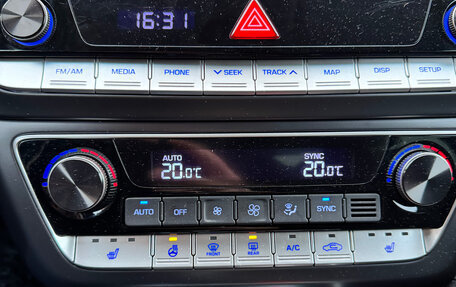 16:31
FM/AM MEDIA PHONE SEEK TRACK MAP DISP SETUP
AUTO SYNC
20.0°C 20.0°C
AUTO OFF SYNC
FRONT REAR A/C